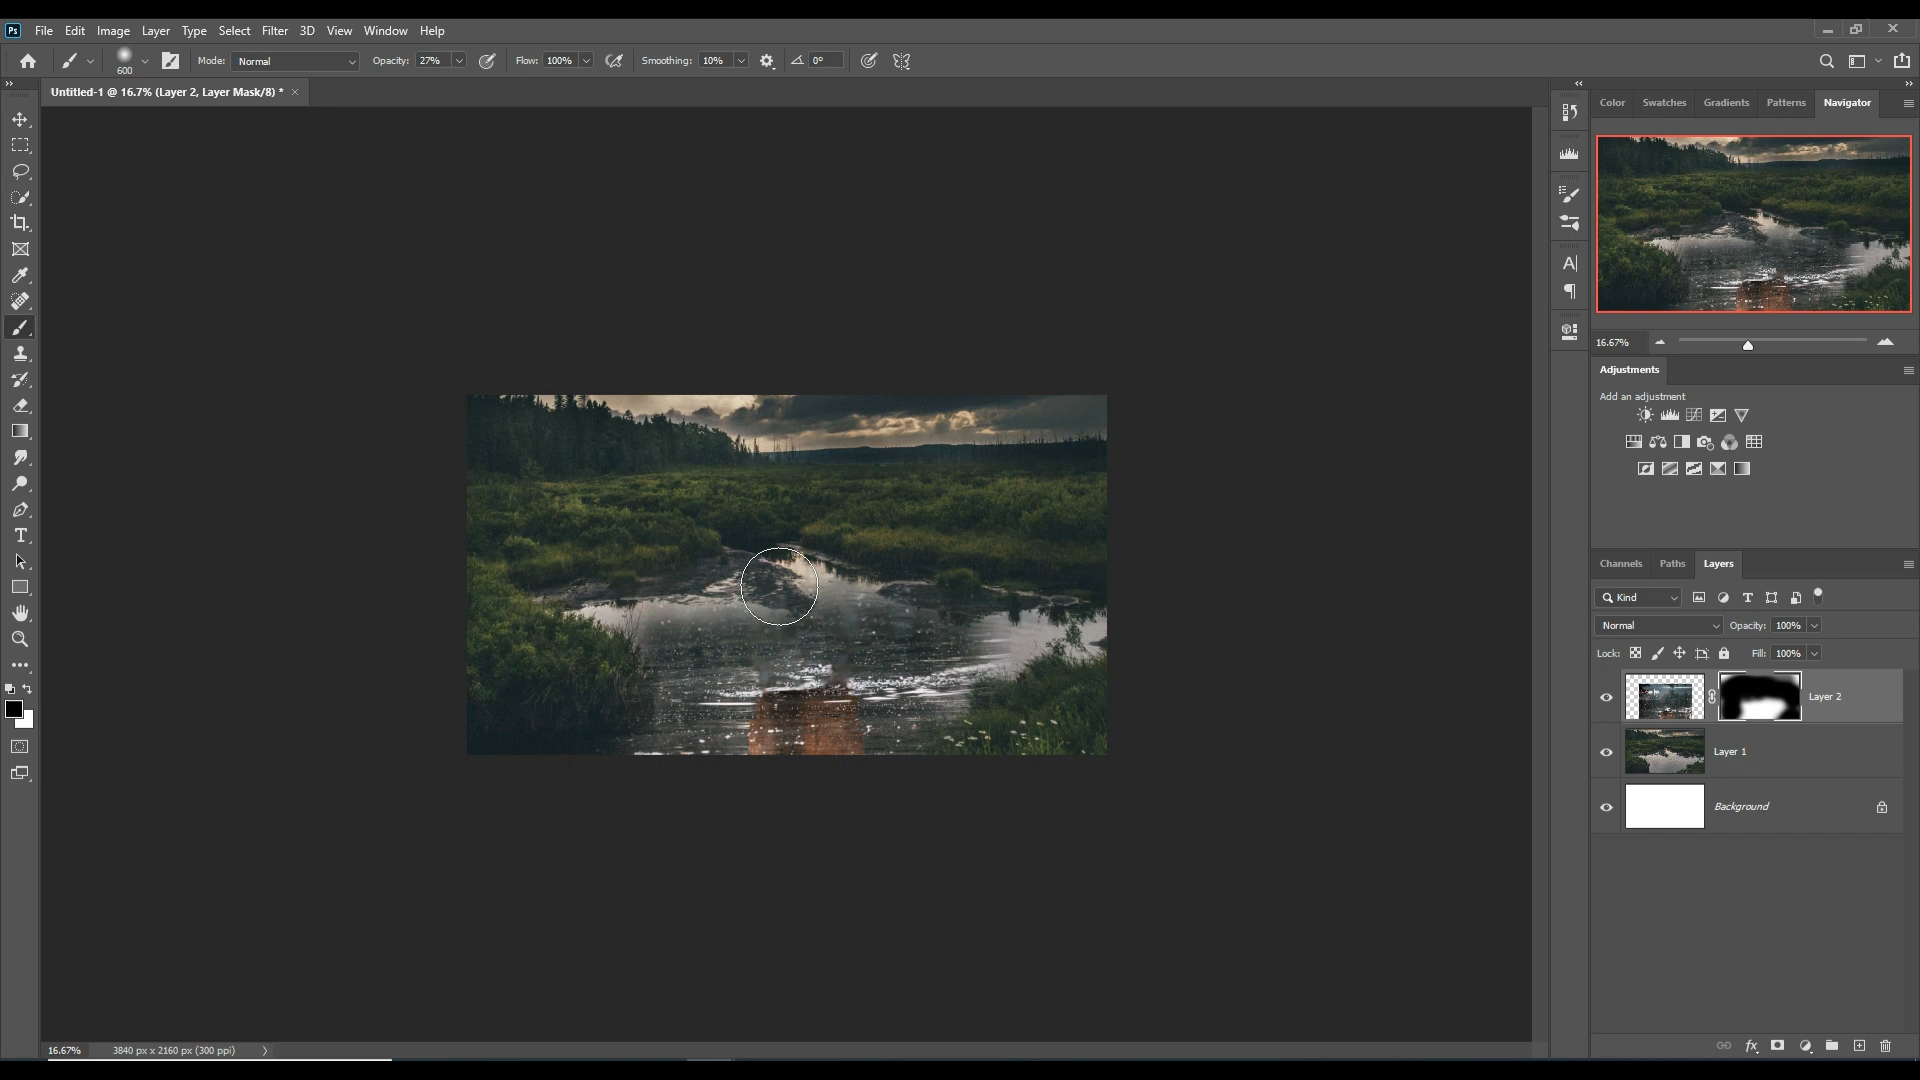 Ps File Edit Image Layer Type Select Filter 3D View Window Help
600 Mode: Normal Opacity: 27% Flow: 100% Smoothing: 10% 0°
Untitled-1 @ 16.7% (Layer 2, Layer Mask/8) * ×
Color Swatches Gradients Patterns Navigator
16.67%
Adjustments
Add an adjustment
Channels Paths Layers
Kind
Normal Opacity: 100%
Lock: Fill: 100%
Layer 2
Layer 1
Background
16.67% 3840 px x 2160 px (300 ppi)